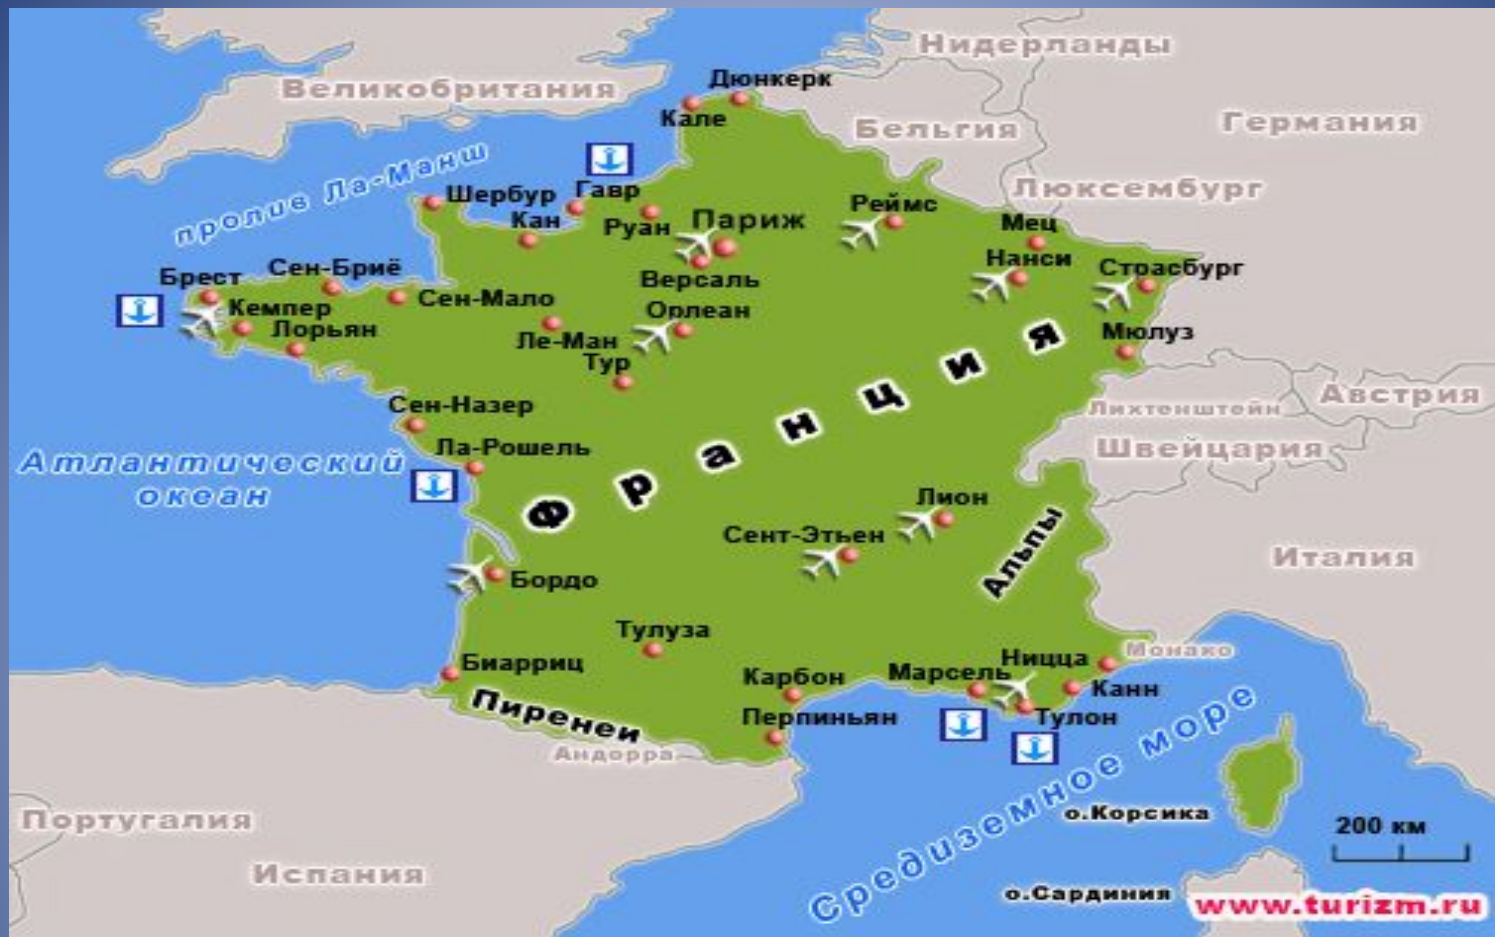 Нидерланды
Великобритания
Дюнкерк
Кале
Бельгия
Германия
пролив Ла-Манш
Люксембург
Шербур
Гавр
Кан
Руан
Париж
Реймс
Мец
Версаль
Нанси
Страсбург
Брест
Сен-Бриё
Кемпер
Сен-Мало
Орлеан
Лорьян
Ле-Ман
Тур
Мюлуз
Франция
Сен-Назер
Лихтенштейн
Австрия
Ла-Рошель
Швейцария
Атлантический
океан
Лион
Сент-Этьен
Альпы
Италия
Бордо
Тулуза
Биарриц
Карбон
Марсель
Ницца
Монако
Канн
Пиренеи
Перпиньян
Тулон
Андорра
Средиземное море
Португалия
о.Корсика
200 км
Испания
о.Сардиния
www.turizm.ru